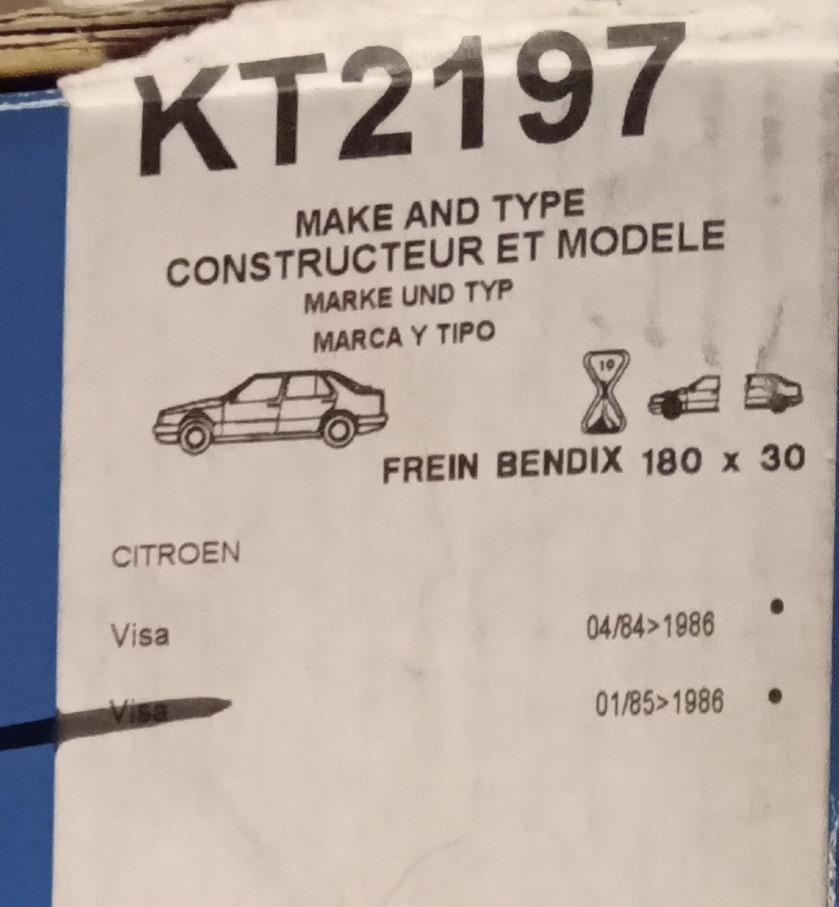 KT2197
MAKE AND TYPE
CONSTRUCTEUR ET MODELE
MARKE UND TYP
MARCA Y TIPO
19
FREIN BENDIX 180 x 30
CITROEN
Visa 04/84>1986 •
Visa 01/85>1986 •